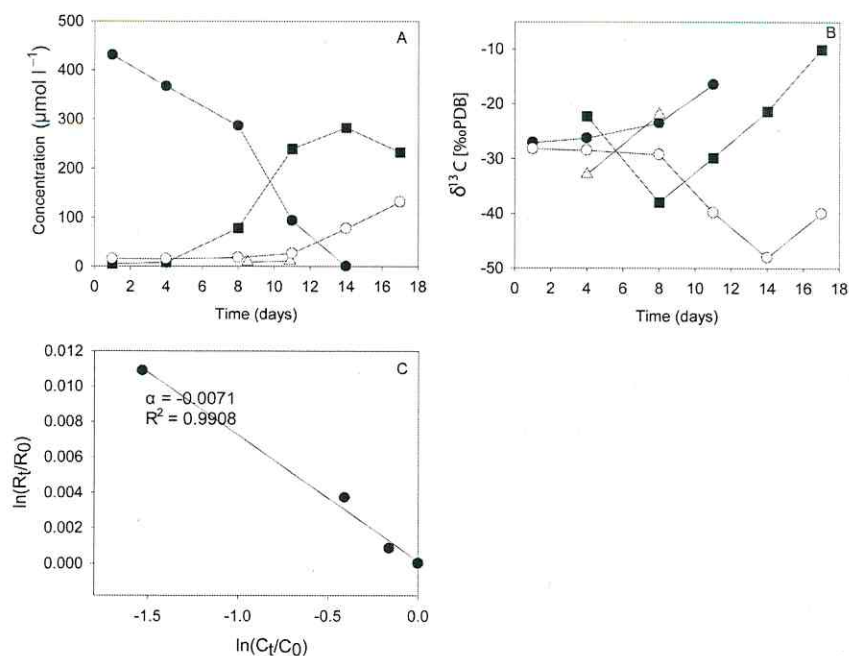 A
Concentration (µmol l⁻¹)
500
400
300
200
100
0
0 2 4 6 8 10 12 14 16 18
Time (days)
B
δ¹³C [‰PDB]
-10
-20
-30
-40
-50
0 2 4 6 8 10 12 14 16 18
Time (days)
C
α = -0.0071
R² = 0.9908
ln(Rt/R0)
0.012
0.010
0.008
0.006
0.004
0.002
0.000
-1.5 -1.0 -0.5 0.0
ln(Ct/C0)